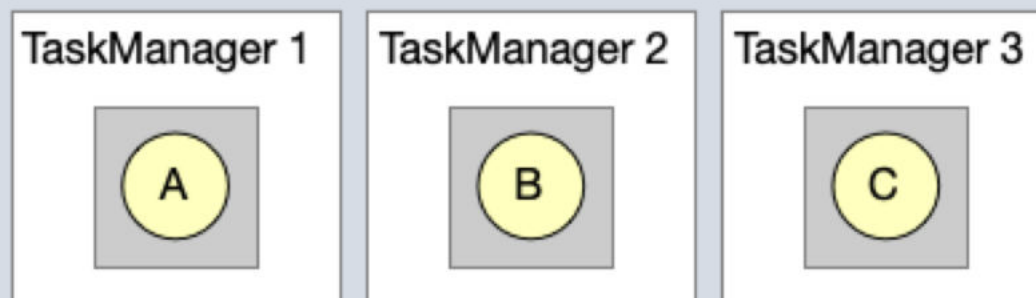 TaskManager 1
TaskManager 2
TaskManager 3
A
B
C